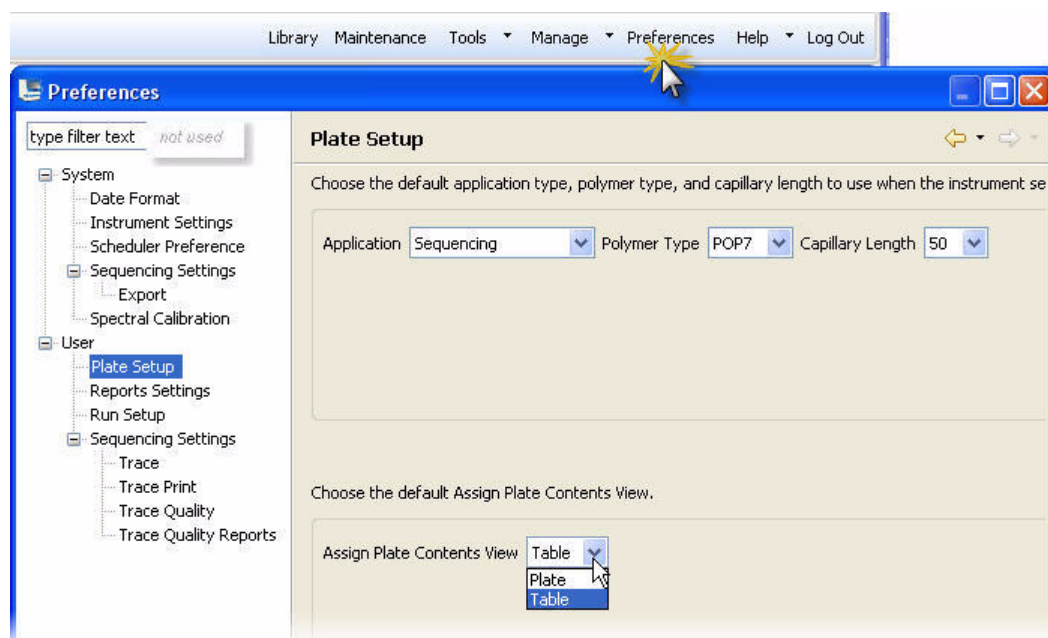 Library Maintenance Tools Manage Preferences Help Log Out
Preferences
type filter text not used
System
Date Format
Instrument Settings
Scheduler Preference
Sequencing Settings
Export
Spectral Calibration
User
Plate Setup
Reports Settings
Run Setup
Sequencing Settings
Trace
Trace Print
Trace Quality
Trace Quality Reports
Plate Setup
Choose the default application type, polymer type, and capillary length to use when the instrument se
Application Sequencing Polymer Type POP7 Capillary Length 50
Choose the default Assign Plate Contents View.
Assign Plate Contents View Table
Plate
Table